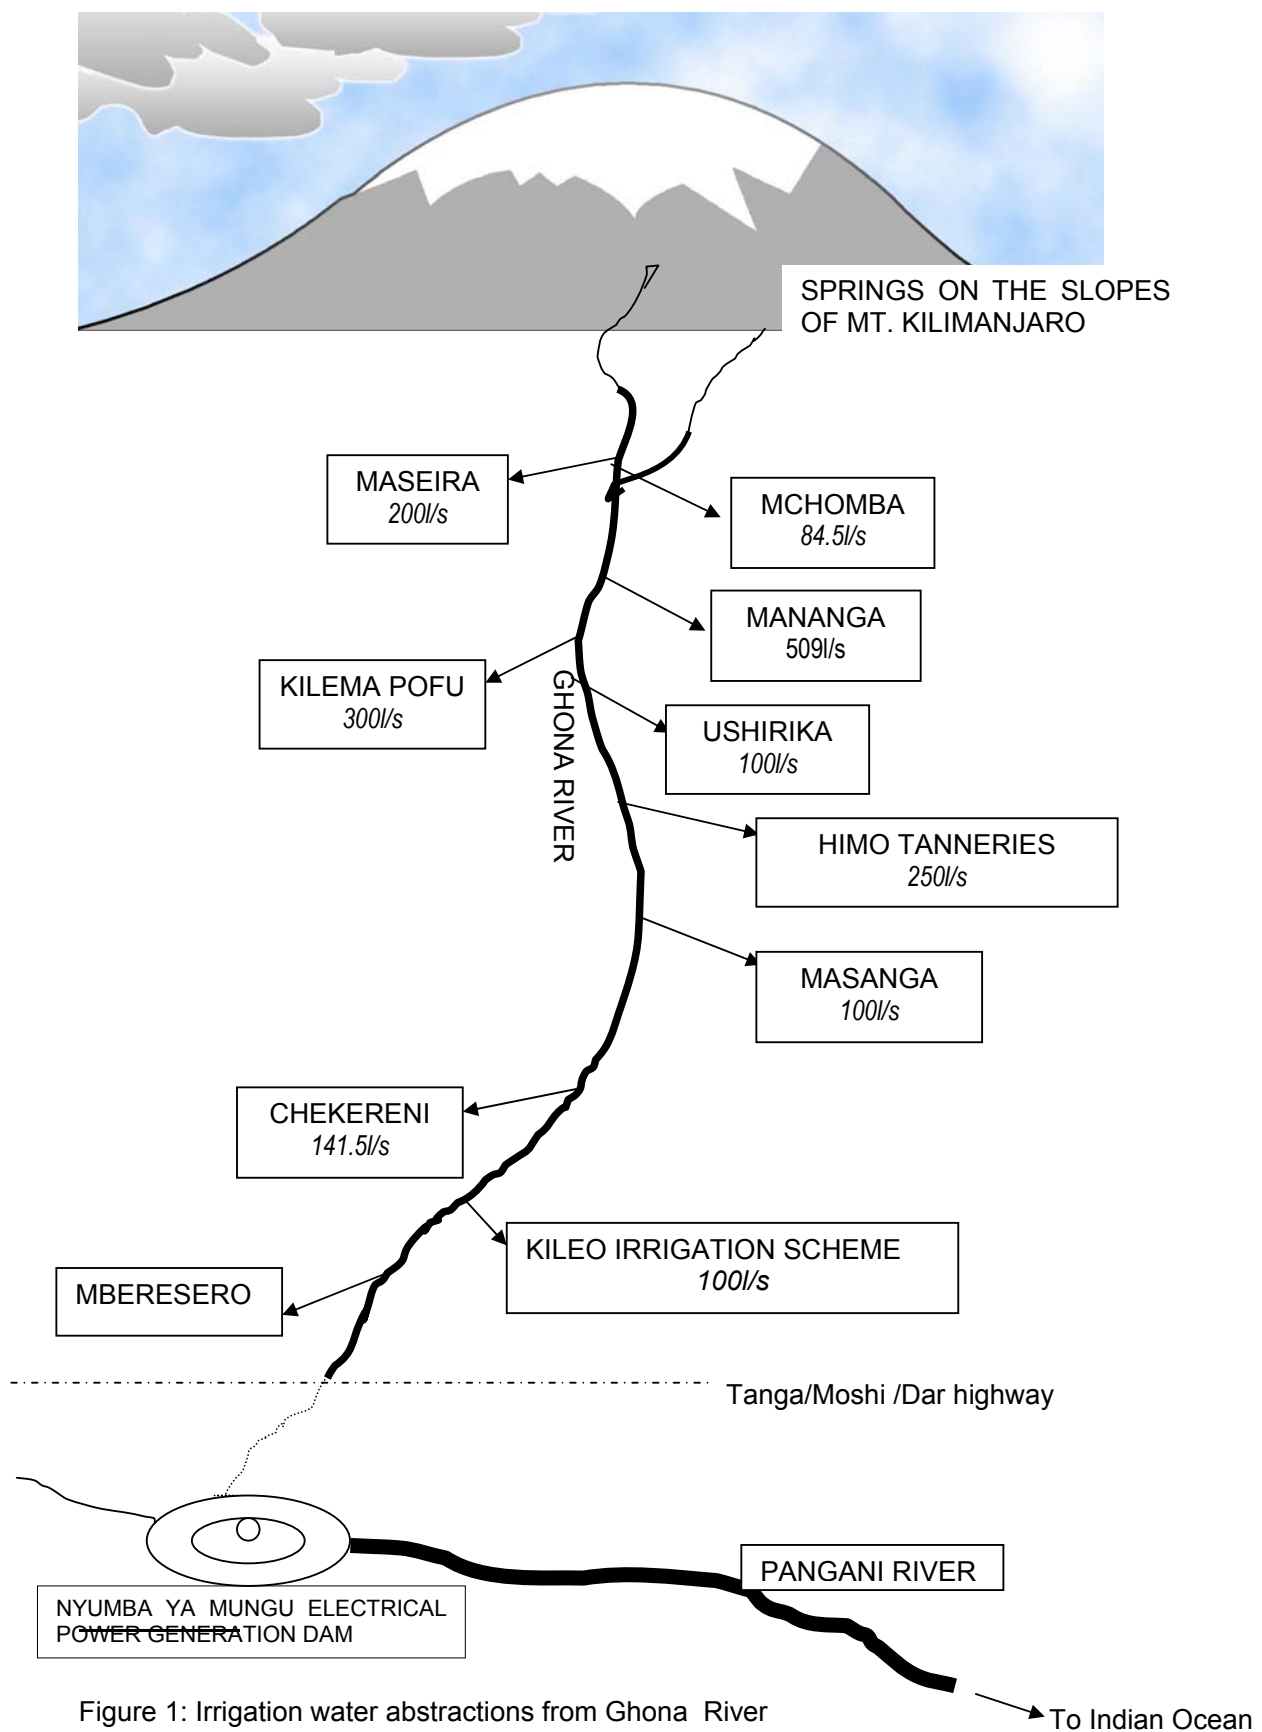 SPRINGS ON THE SLOPES
OF MT. KILIMANJARO
MASEIRA
200l/s
MCHOMBA
84.5l/s
MANANGA
509l/s
KILEMA POFU
300l/s
GHONA RIVER
USHIRIKA
100l/s
HIMO TANNERIES
250l/s
MASANGA
100l/s
CHEKERENI
141.5l/s
KILEO IRRIGATION SCHEME
100l/s
MBERESERO
Tanga/Moshi /Dar highway
PANGANI RIVER
NYUMBA YA MUNGU ELECTRICAL
POWER GENERATION DAM
Figure 1: Irrigation water abstractions from Ghona River
To Indian Ocean